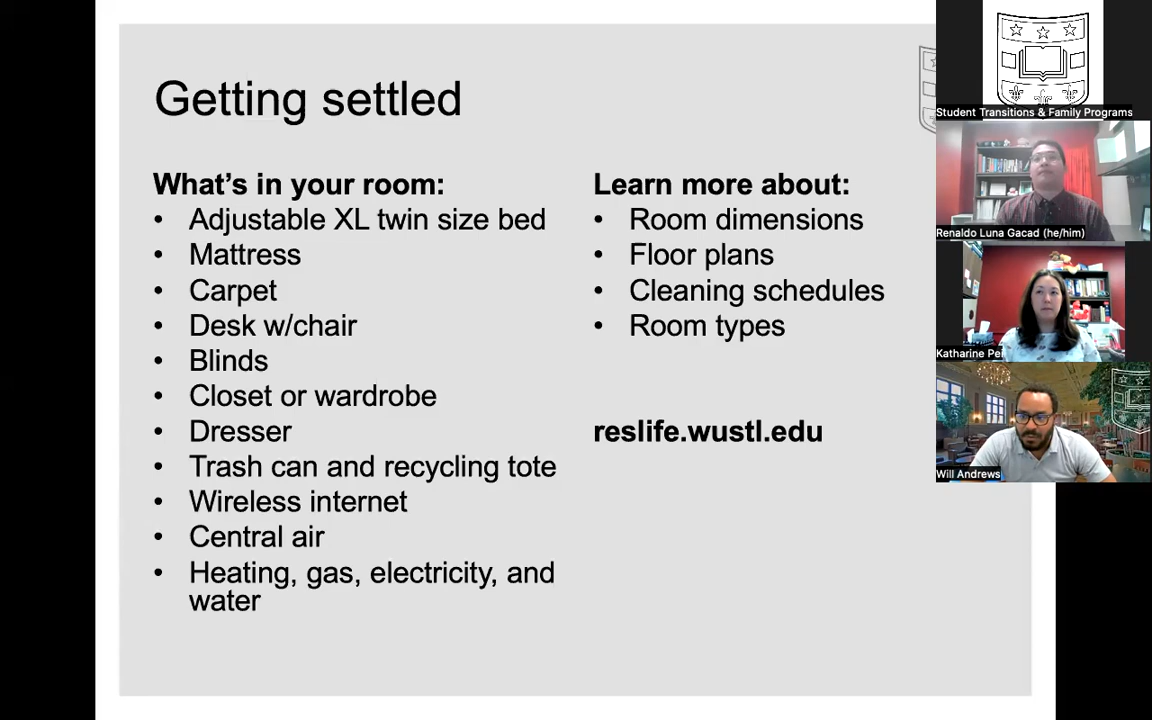 Getting settled
What's in your room:
• Adjustable XL twin size bed
• Mattress
• Carpet
• Desk w/chair
• Blinds
• Closet or wardrobe
• Dresser
• Trash can and recycling tote
• Wireless internet
• Central air
• Heating, gas, electricity, and
water
Learn more about:
• Room dimensions
• Floor plans
• Cleaning schedules
• Room types
reslife.wustl.edu
Student Transitions & Family Programs
Renaldo Luna Gacad (he/him)
Katharine Pei
Will Andrews